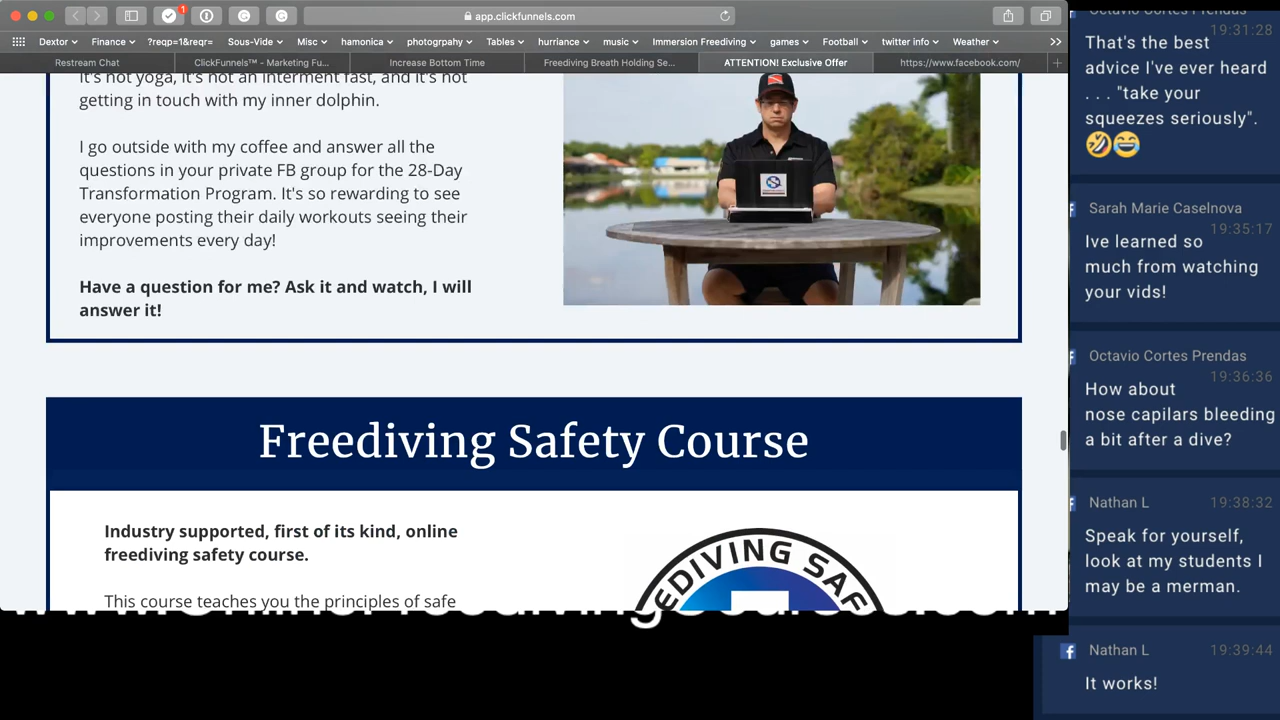 app.clickfunnels.com
1
Dextor
Finance
?reqp=1&reqr=
Sous-Vide
Misc
hamonica
photogrpahy
Tables
hurriance
music
Immersion Freediving
games
Football
twitter info
Weather
Restream Chat
ClickFunnels™ - Marketing Fu...
Increase Bottom Time
Freediving Breath Holding Se...
ATTENTION! Exclusive Offer
https://www.facebook.com/
It's not yoga, it's not an interment fast, and it's not
getting in touch with my inner dolphin.
I go outside with my coffee and answer all the
questions in your private FB group for the 28-Day
Transformation Program. It's so rewarding to see
everyone posting their daily workouts seeing their
improvements every day!
Have a question for me? Ask it and watch, I will
answer it!
Freediving Safety Course
Industry supported, first of its kind, online
freediving safety course.
This course teaches you the principles of safe
Octavio Cortes Prendas
19:31:28
That's the best
advice I've ever heard
. . . "take your
squeezes seriously".
🤣😂
Sarah Marie Caselnova
19:35:17
Ive learned so
much from watching
your vids!
Octavio Cortes Prendas
19:36:36
How about
nose capilars bleeding
a bit after a dive?
Nathan L
19:38:32
Speak for yourself,
look at my students I
may be a merman.
Nathan L
19:39:44
It works!